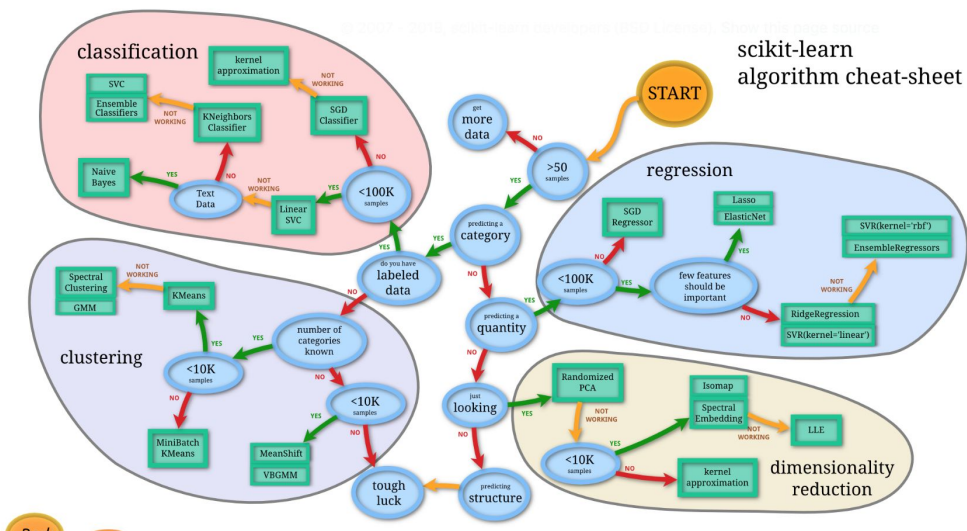 scikit-learn
algorithm cheat-sheet
START
classification
kernel
approximation
NOT
WORKING
SVC
Ensemble
Classifiers
NOT
WORKING
KNeighbors
Classifier
SGD
Classifier
NO
NO
YES
Naive
Bayes
YES
Text
Data
NOT
WORKING
Linear
SVC
YES
<100K
samples
get
more
data
NO
>50
samples
YES
predicting a
category
YES
NO
do you have
labeled
data
NO
predicting a
quantity
YES
NO
regression
SGD
Regressor
NO
<100K
samples
YES
Lasso
ElasticNet
YES
few features
should be
important
NO
SVR(kernel='rbf')
EnsembleRegressors
NOT
WORKING
RidgeRegression
SVR(kernel='linear')
clustering
Spectral
Clustering
GMM
NOT
WORKING
KMeans
YES
<10K
samples
YES
number of
categories
known
NO
NO
MiniBatch
KMeans
<10K
samples
YES
MeanShift
VBGMM
NO
tough
luck
just
looking
YES
NO
predicting
structure
dimensionality
reduction
Randomized
PCA
NOT
WORKING
<10K
samples
YES
Isomap
Spectral
Embedding
NOT
WORKING
LLE
NO
kernel
approximation